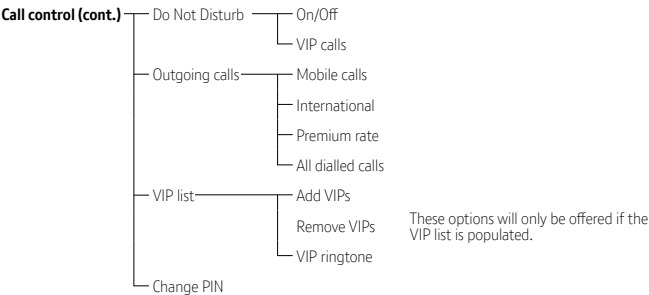 Call control (cont.) Do Not Disturb On/Off
VIP calls
Outgoing calls Mobile calls
International
Premium rate
All dialled calls
VIP list Add VIPs
Remove VIPs
VIP ringtone
These options will only be offered if the
VIP list is populated.
Change PIN